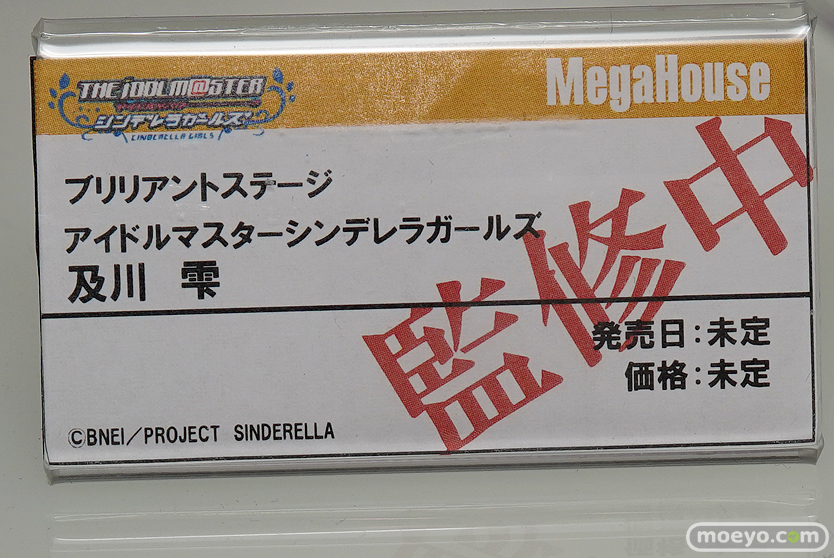 THE iDOLM@STER
シンデレラガールズ
CINDERELLA GIRLS
MegaHouse
ブリリアントステージ
アイドルマスターシンデレラガールズ
及川 雫
監修中
発売日：未定
価格：未定
©BNEI／PROJECT SINDERELLA
moeyo.com